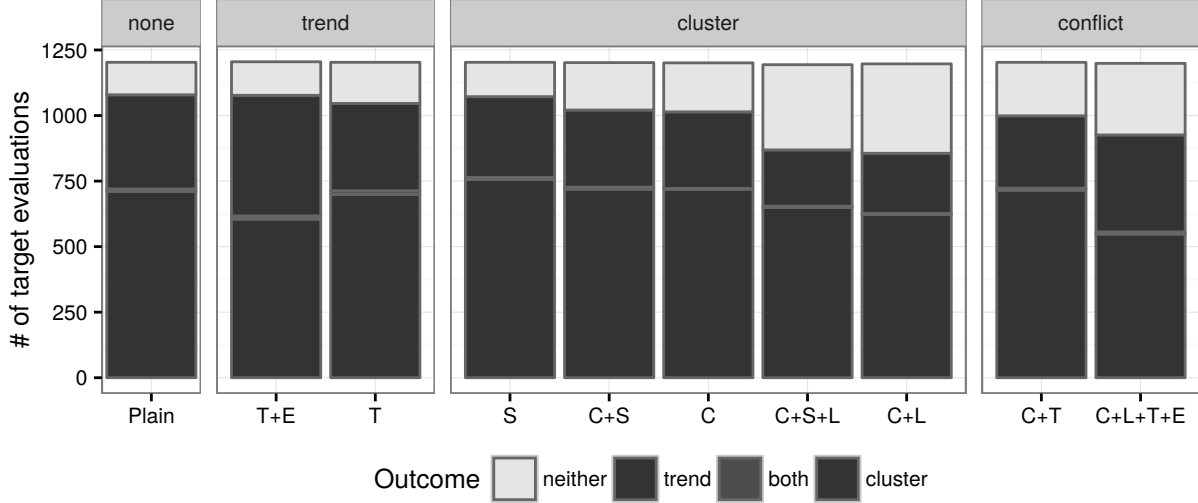 none trend cluster conflict
# of target evaluations
1250
1000
750
500
250
0
Plain T+E T S C+S C C+S+L C+L C+T C+L+T+E
Outcome neither trend both cluster